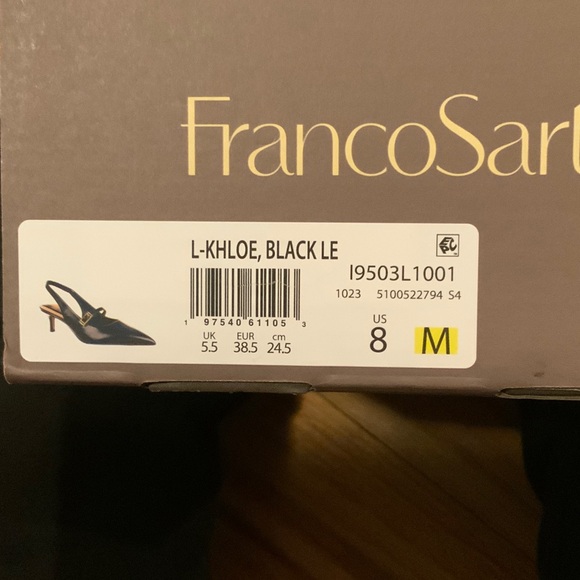 FrancoSart
L-KHLOE, BLACK LE
I9503L1001
1023 5100522794 S4
1 97540 61105 3
UK EUR cm
5.5 38.5 24.5
US
8 M